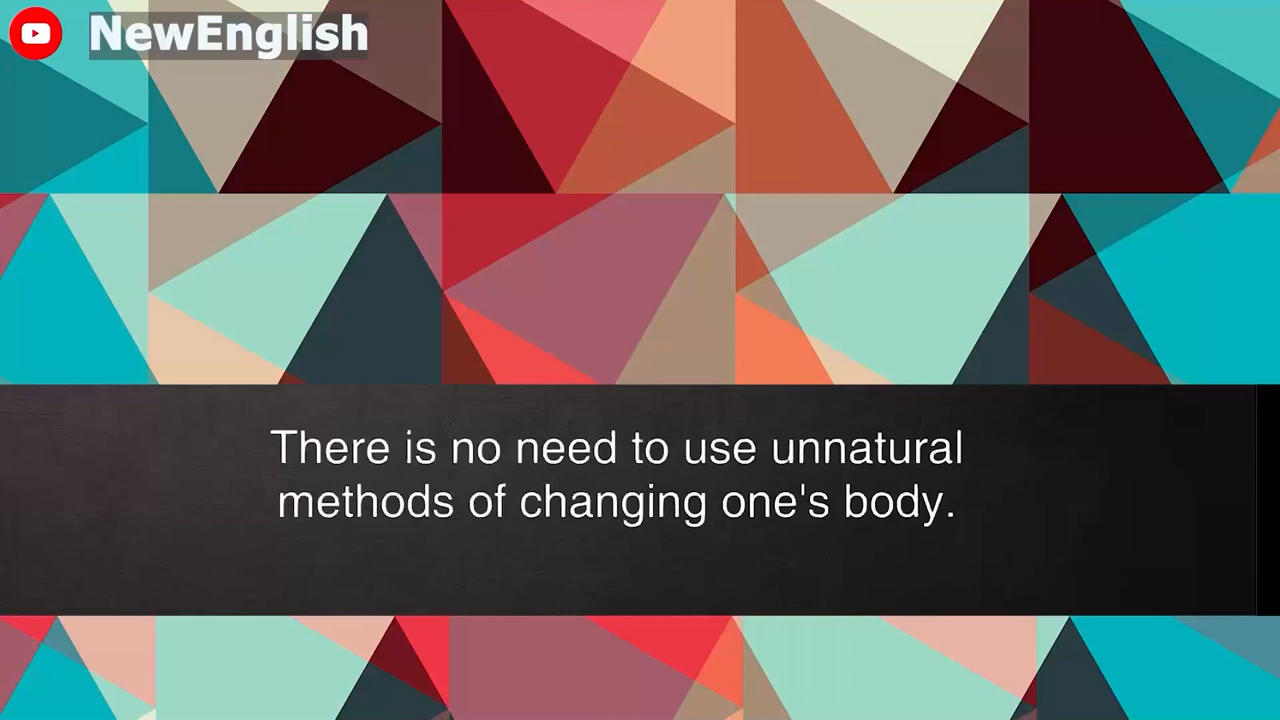 NewEnglish
There is no need to use unnatural
methods of changing one's body.